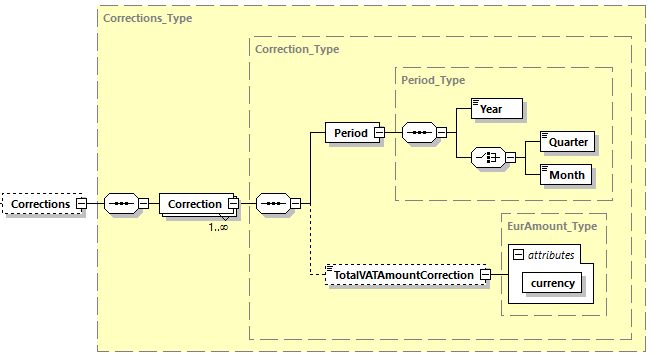 Corrections_Type
Correction_Type
Period_Type
Year
Period
Quarter
Month
Corrections
Correction
1..∞
EurAmount_Type
attributes
TotalVATAmountCorrection
currency